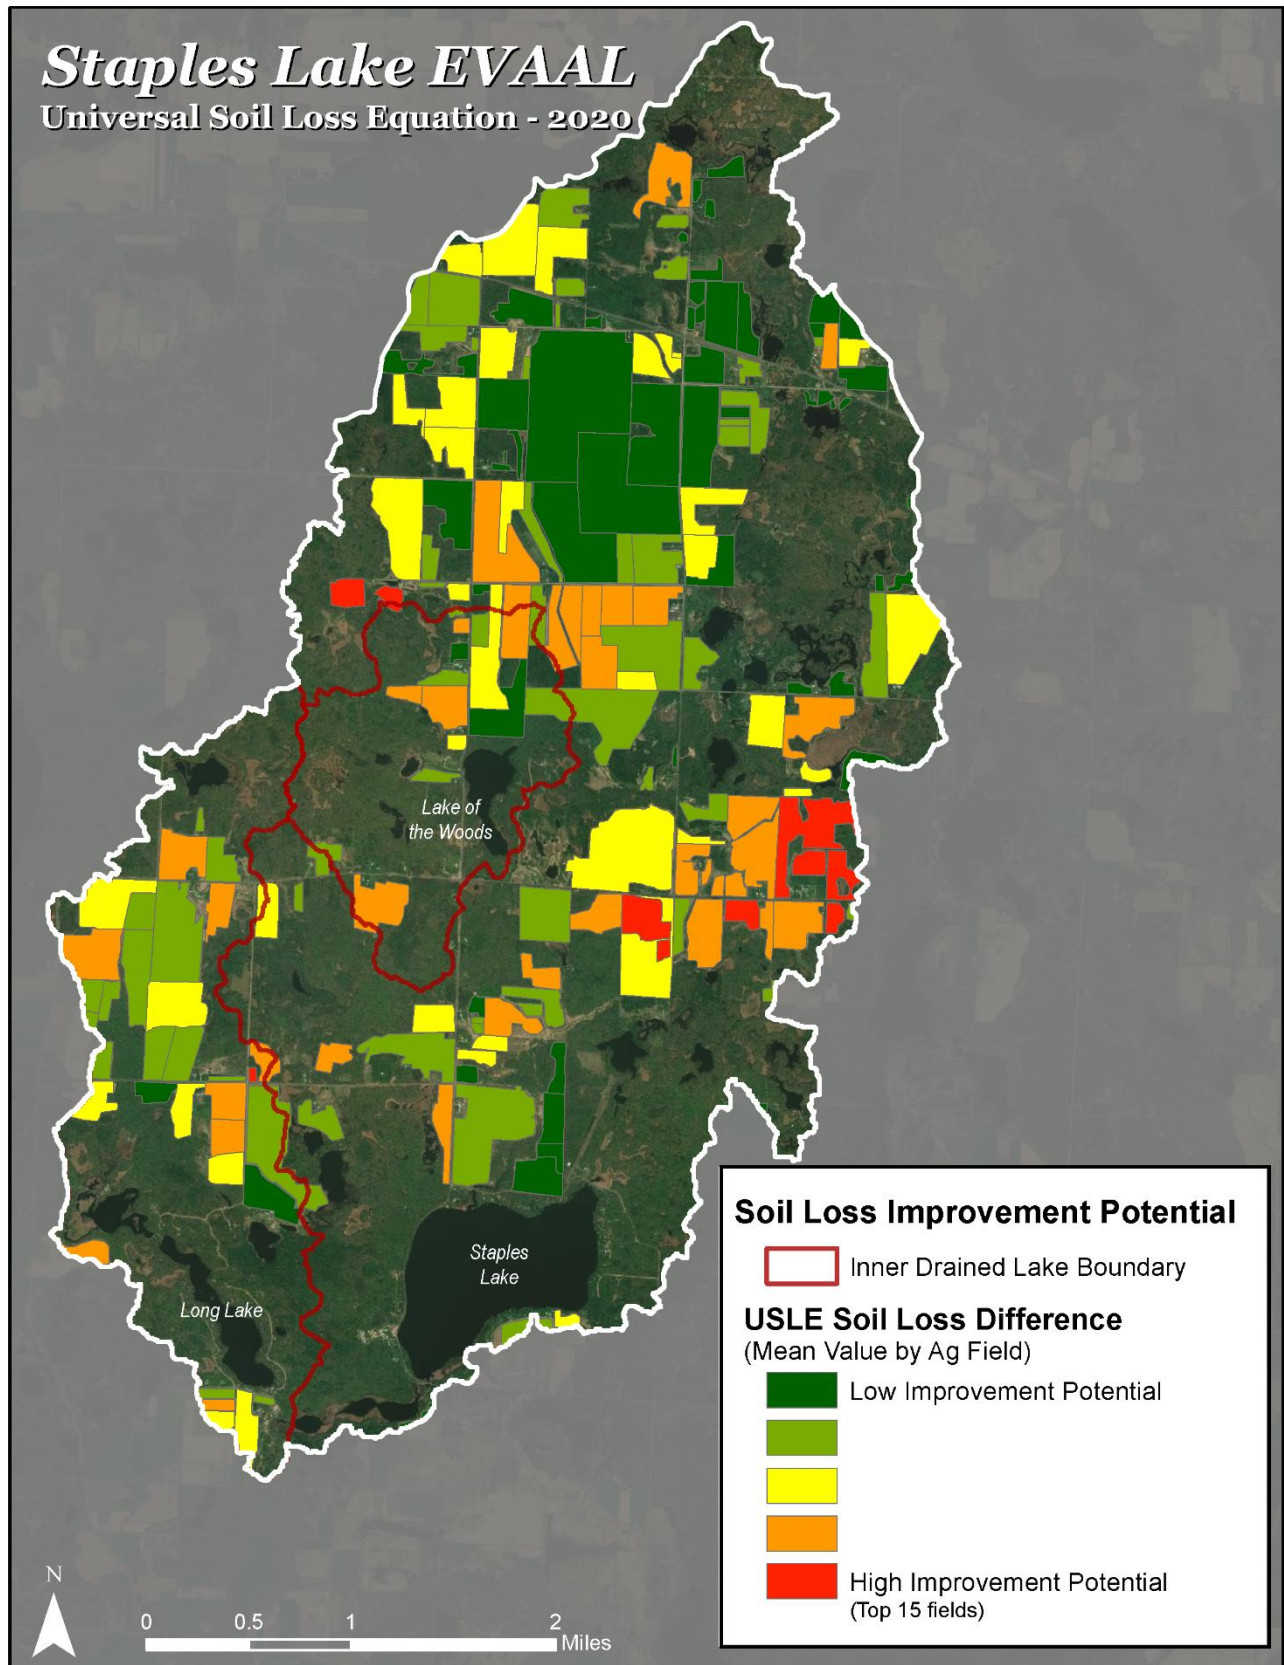 Staples Lake EVAAL
Universal Soil Loss Equation - 2020
Lake of
the Woods
Staples
Lake
Long Lake
Soil Loss Improvement Potential
Inner Drained Lake Boundary
USLE Soil Loss Difference
(Mean Value by Ag Field)
Low Improvement Potential
High Improvement Potential
(Top 15 fields)
N
0 0.5 1 2
Miles